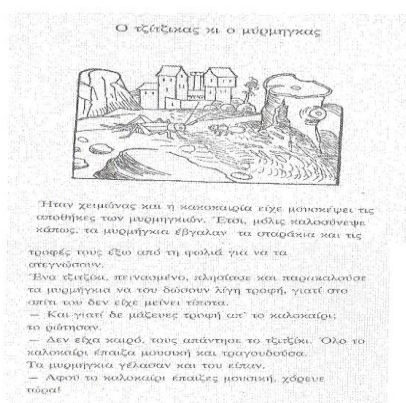 Ο τζίτζικας κι ο μύρμηγκας
Ήταν χειμώνας και η κακοκαιρία είχε μουσκέψει τις
αποθήκες των μυρμηγκιών. Έτσι, μόλις καλοσύνεψε
κάπως, τα μυρμήγκια έβγαλαν τα σταράκια και τις
τροφές τους έξω από τη φωλιά για να τα
στεγνώσουν.
Ένα τζιτζίκι, πεινασμένο, πλησίασε και παρακαλούσε
τα μυρμήγκια να του δώσουν λίγη τροφή, γιατί στο
σπίτι του δεν είχε μείνει τίποτα.
— Και γιατί δε μάζευες τροφή απ' το καλοκαίρι;
το ρώτησαν.
— Δεν είχα καιρό, τους απάντησε το τζιτζίκι. Όλο το
καλοκαίρι έπαιζα μουσική και τραγουδούσα.
Τα μυρμήγκια γέλασαν και του είπαν.
— Αφού το καλοκαίρι έπαιζες μουσική, χόρευε
τώρα!